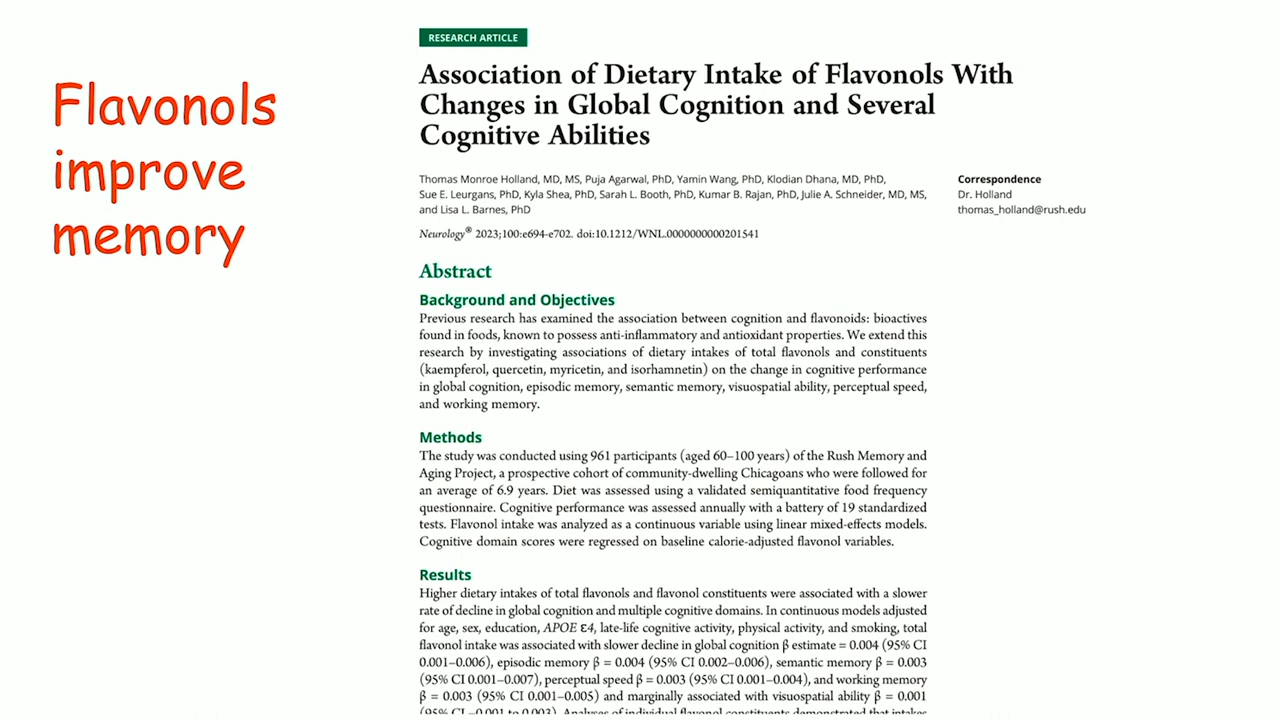 Flavonols
improve
memory
RESEARCH ARTICLE
Association of Dietary Intake of Flavonols With
Changes in Global Cognition and Several
Cognitive Abilities
Thomas Monroe Holland, MD, MS, Puja Agarwal, PhD, Yamin Wang, PhD, Klodian Dhana, MD, PhD,
Sue E. Leurgans, PhD, Kyla Shea, PhD, Sarah L. Booth, PhD, Kumar B. Rajan, PhD, Julie A. Schneider, MD, MS,
and Lisa L. Barnes, PhD
Correspondence
Dr. Holland
thomas_holland@rush.edu
Neurology® 2023;100:e694-e702. doi:10.1212/WNL.0000000000201541
Abstract
Background and Objectives
Previous research has examined the association between cognition and flavonoids: bioactives
found in foods, known to possess anti-inflammatory and antioxidant properties. We extend this
research by investigating associations of dietary intakes of total flavonols and constituents
(kaempferol, quercetin, myricetin, and isorhamnetin) on the change in cognitive performance
in global cognition, episodic memory, semantic memory, visuospatial ability, perceptual speed,
and working memory.
Methods
The study was conducted using 961 participants (aged 60–100 years) of the Rush Memory and
Aging Project, a prospective cohort of community-dwelling Chicagoans who were followed for
an average of 6.9 years. Diet was assessed using a validated semiquantitative food frequency
questionnaire. Cognitive performance was assessed annually with a battery of 19 standardized
tests. Flavonol intake was analyzed as a continuous variable using linear mixed-effects models.
Cognitive domain scores were regressed on baseline calorie-adjusted flavonol variables.
Results
Higher dietary intakes of total flavonols and flavonol constituents were associated with a slower
rate of decline in global cognition and multiple cognitive domains. In continuous models adjusted
for age, sex, education, APOE ɛ4, late-life cognitive activity, physical activity, and smoking, total
flavonol intake was associated with slower decline in global cognition β estimate = 0.004 (95% CI
0.001–0.006), episodic memory β = 0.004 (95% CI 0.002–0.006), semantic memory β = 0.003
(95% CI 0.001–0.007), perceptual speed β = 0.003 (95% CI 0.001–0.004), and working memory
β = 0.003 (95% CI 0.001–0.005) and marginally associated with visuospatial ability β = 0.001
(95% CI −0.001 to 0.003). Analyses of individual flavonol constituents demonstrated that intakes